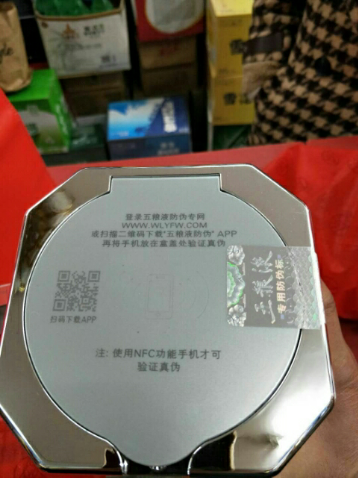 登录五粮液防伪专网
WWW.WLYFW.COM
或扫描二维码下载"五粮液防伪"APP
再将手机放在盒盖处验证真伪
扫码下载APP
五粮液
专用防伪标
注:使用NFC功能手机才可
验证真伪